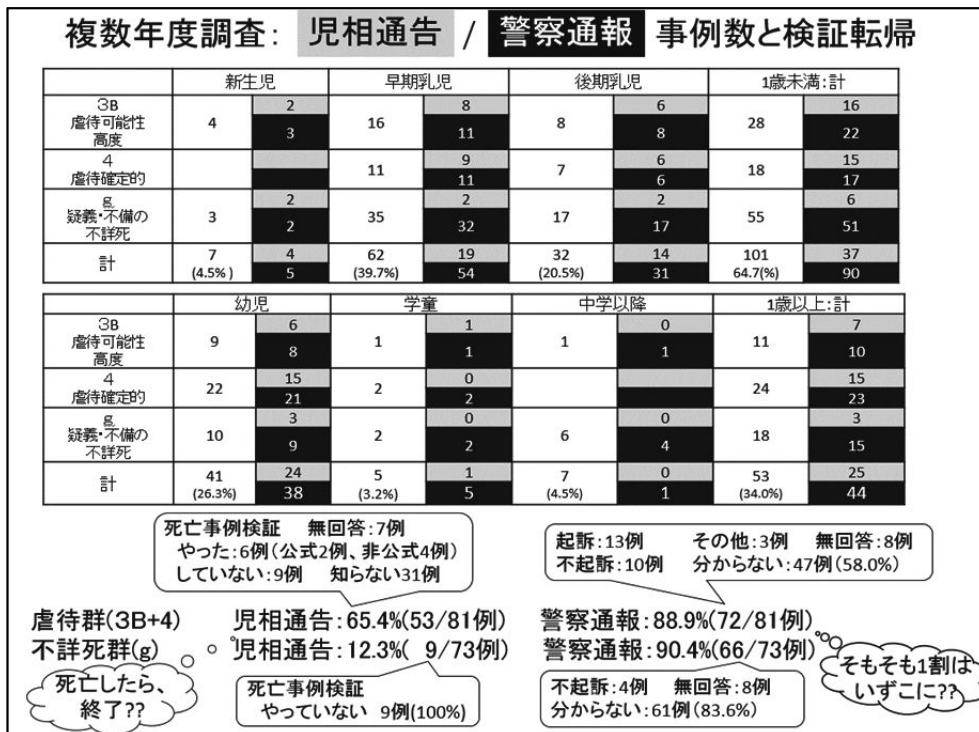 複数年度調査: 児相通告 / 警察通報 事例数と検証転帰
新生児 早期乳児 後期乳児 1歳未満:計
3B 虐待可能性 高度 4 2 3 16 8 11 8 6 8 28 16 22
4 虐待確定的 11 9 11 7 6 6 18 15 17
g 疑義・不備の 不詳死 3 2 2 35 2 32 17 2 17 55 6 51
計 7 (4.5%) 4 5 62 (39.7%) 19 54 32 (20.5%) 14 31 101 64.7(%) 37 90
幼児 学童 中学以降 1歳以上:計
3B 虐待可能性 高度 9 6 8 1 1 1 1 0 1 11 7 10
4 虐待確定的 22 15 21 2 0 2 24 15 23
g 疑義・不備の 不詳死 10 3 9 2 0 2 6 0 4 18 3 15
計 41 (26.3%) 24 38 5 (3.2%) 1 5 7 (4.5%) 0 1 53 (34.0%) 25 44
死亡事例検証 無回答:7例
やった:6例(公式2例、非公式4例)
していない:9例 知らない31例
起訴:13例 その他:3例 無回答:8例
不起訴:10例 分からない:47例(58.0%)
虐待群(3B+4) 児相通告:65.4%(53/81例) 警察通報:88.9%(72/81例)
不詳死群(g) 児相通告:12.3%( 9/73例) 警察通報:90.4%(66/73例)
死亡したら、
終了??
死亡事例検証
やっていない 9例(100%)
不起訴:4例 無回答:8例
分からない:61例(83.6%)
そもそも1割は
いずこに??